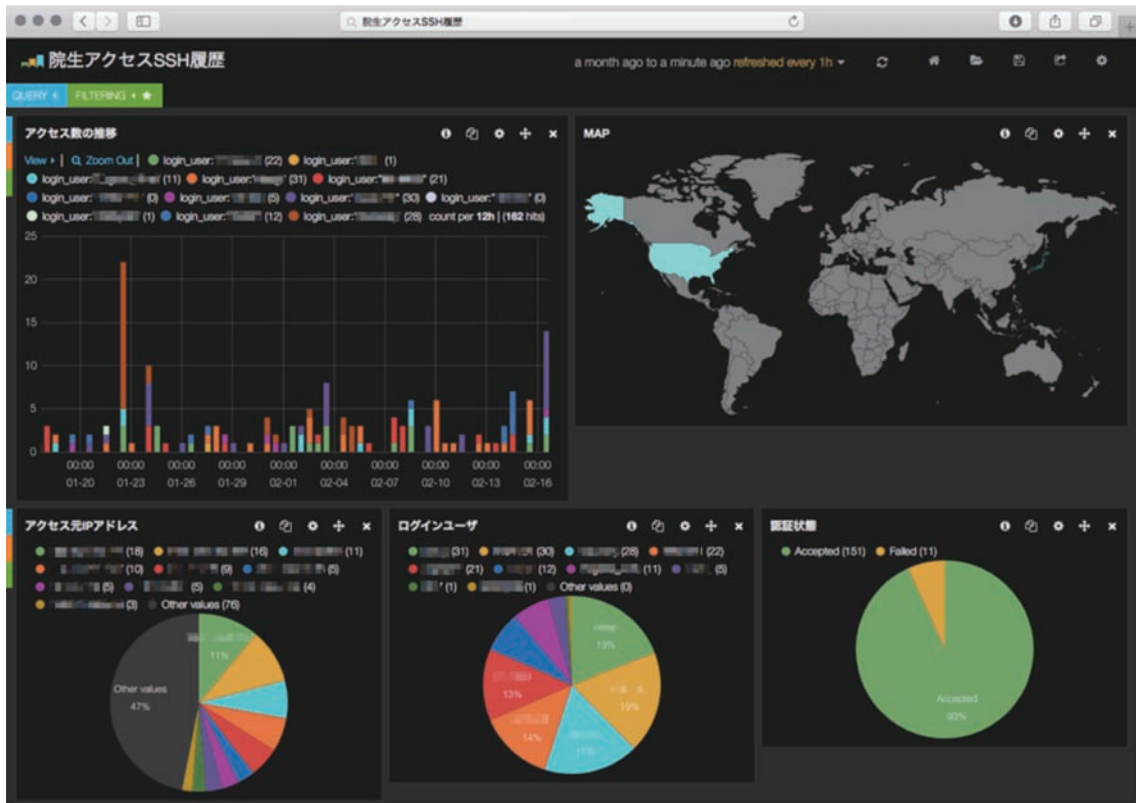 院生アクセスSSH履歴
院生アクセスSSH履歴
a month ago to a minute ago refreshed every 1h
QUERY
FILTERING
アクセス数の推移
View | Zoom Out | login_user: (22) login_user:" (1)
login_user: (11) login_user:" (31) login_user:" " (21)
login_user: (0) login_user: (5) login_user:" " (30) login_user:" " (0)
login_user: (1) login_user: (12) login_user: (28) count per 12h | (162 hits)
25
20
15
10
5
0
00:00 00:00 00:00 00:00 00:00 00:00 00:00 00:00 00:00 00:00
01-20 01-23 01-26 01-29 02-01 02-04 02-07 02-10 02-13 02-16
MAP
アクセス元IPアドレス
(18) (16) (11)
(10) (9) (5)
(5) (5) (4)
(3) Other values (76)
11%
Other values
47%
ログインユーザ
(31) (30) (28) (22)
(21) (12) (11) (5)
(1) (1) Other values (0)
19%
19%
13%
14%
17%
認証状態
Accepted (151) Failed (11)
Accepted
93%